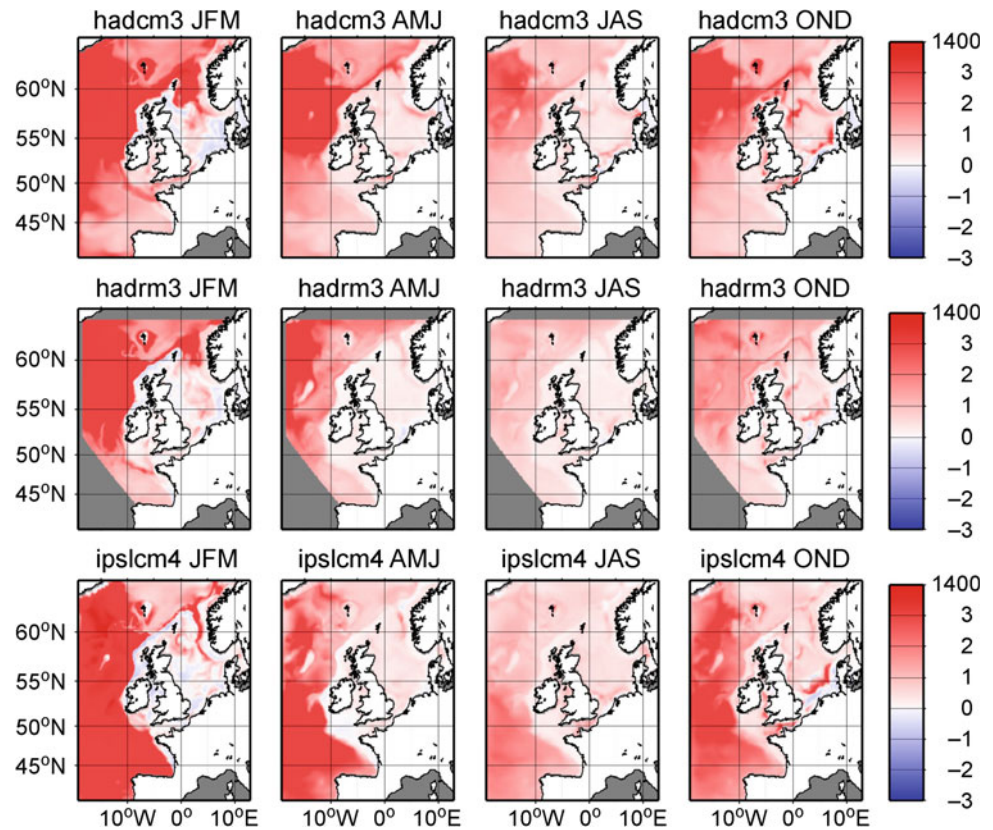 hadcm3 JFM hadcm3 AMJ hadcm3 JAS hadcm3 OND
60°N
55°N
50°N
45°N
1400
3
2
1
0
−1
−2
−3
hadrm3 JFM hadrm3 AMJ hadrm3 JAS hadrm3 OND
60°N
55°N
50°N
45°N
1400
3
2
1
0
−1
−2
−3
ipslcm4 JFM ipslcm4 AMJ ipslcm4 JAS ipslcm4 OND
60°N
55°N
50°N
45°N
1400
3
2
1
0
−1
−2
−3
10°W 0° 10°E 10°W 0° 10°E 10°W 0° 10°E 10°W 0° 10°E